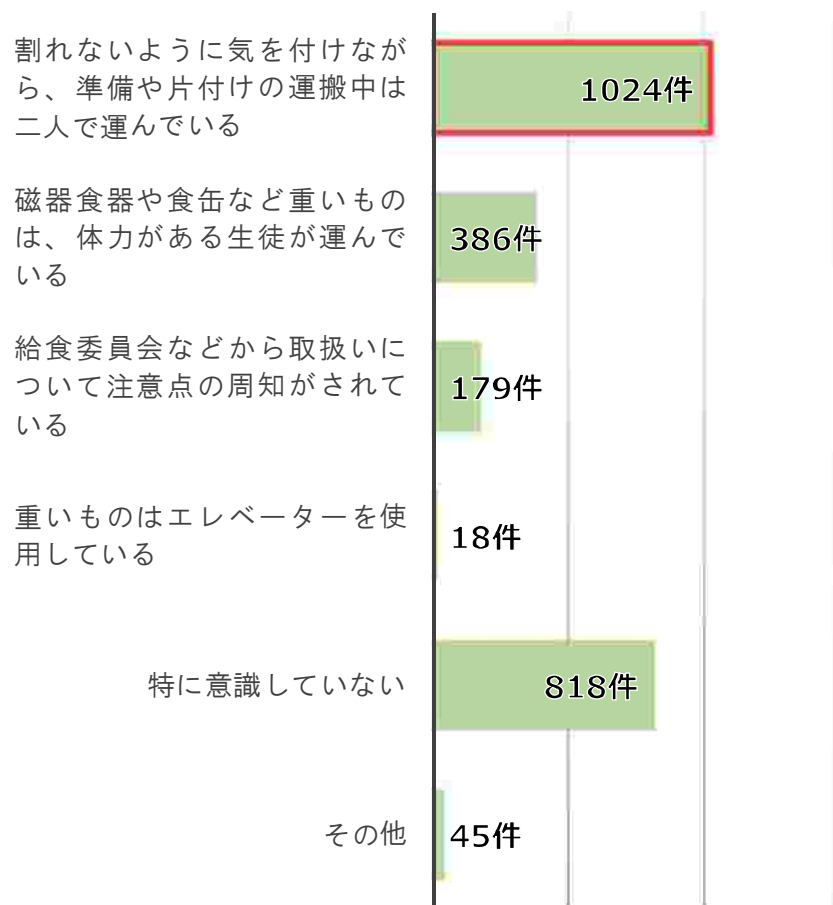 割れないように気を付けなが
ら、準備や片付けの運搬中は
二人で運んでいる
1024件
磁器食器や食缶など重いもの
は、体力がある生徒が運んで
いる
386件
給食委員会などから取扱いに
ついて注意点の周知がされて
いる
179件
重いものはエレベーターを使
用している
18件
特に意識していない
818件
その他
45件